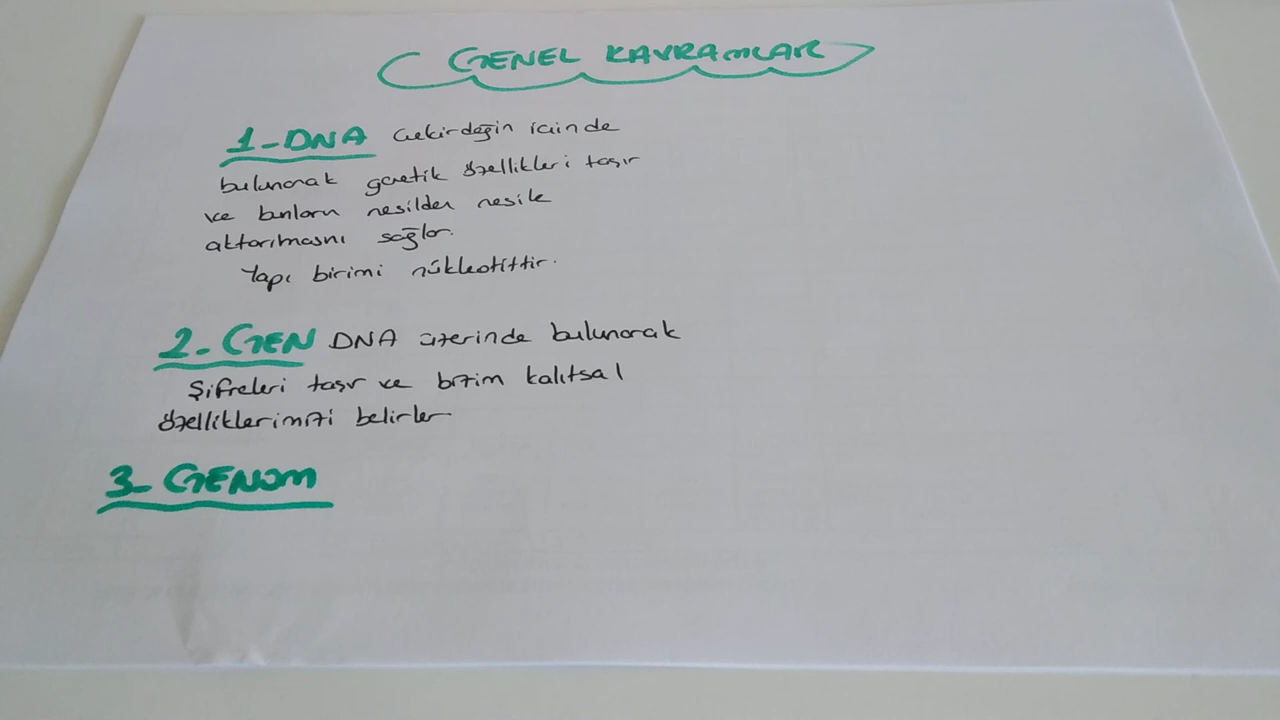 GENEL KAVRAMLAR
1-DNA Çekirdeğin içinde
bulunarak genetik özellikleri taşır
ve bunların nesilden nesile
aktarılmasını sağlar.
Yapı birimi nükleotittir.
2-GEN DNA üzerinde bulunarak
Şifreleri taşır ve bizim kalıtsal
özelliklerimizi belirler
3-GENOM